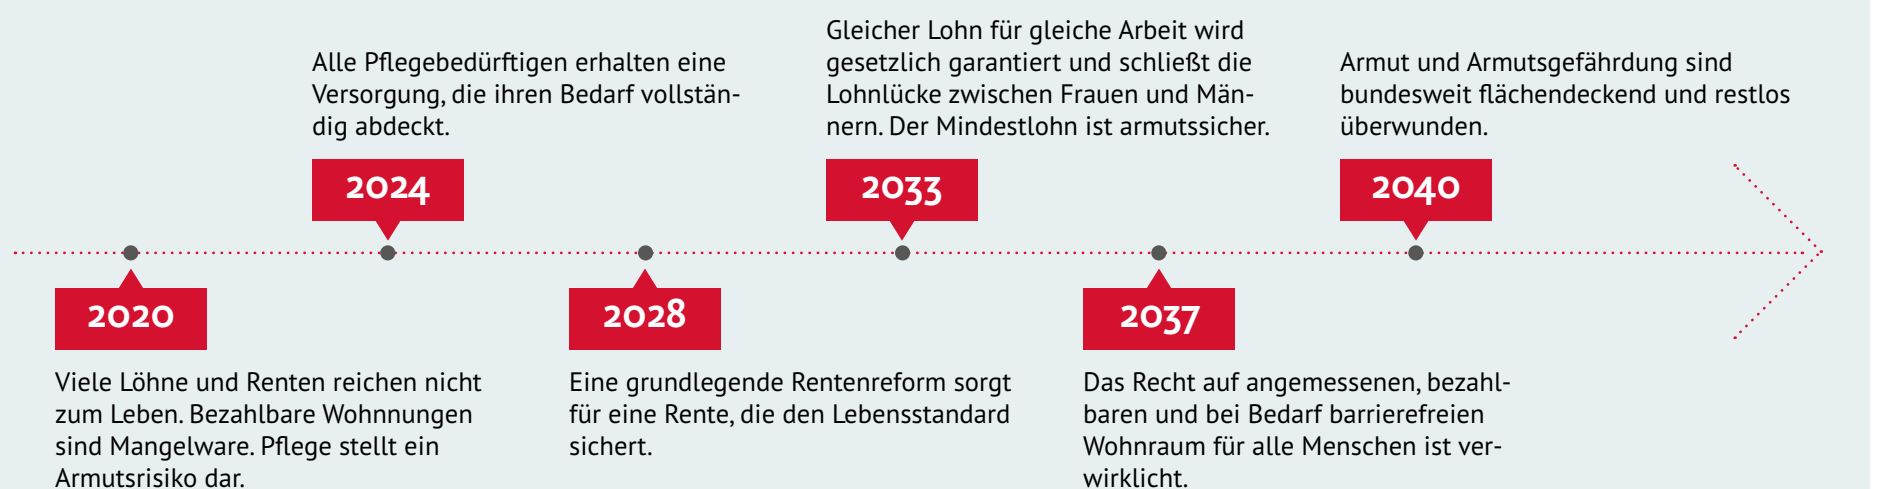 Alle Pflegebedürftigen erhalten eine
Versorgung, die ihren Bedarf vollstän-
dig abdeckt.
2024
Gleicher Lohn für gleiche Arbeit wird
gesetzlich garantiert und schließt die
Lohnlücke zwischen Frauen und Män-
nern. Der Mindestlohn ist armutssicher.
2033
Armut und Armutsgefährdung sind
bundesweit flächendeckend und restlos
überwunden.
2040
2020
Viele Löhne und Renten reichen nicht
zum Leben. Bezahlbare Wohnnungen
sind Mangelware. Pflege stellt ein
Armutsrisiko dar.
2028
Eine grundlegende Rentenreform sorgt
für eine Rente, die den Lebensstandard
sichert.
2037
Das Recht auf angemessenen, bezahl-
baren und bei Bedarf barrierefreien
Wohnraum für alle Menschen ist ver-
wirklicht.